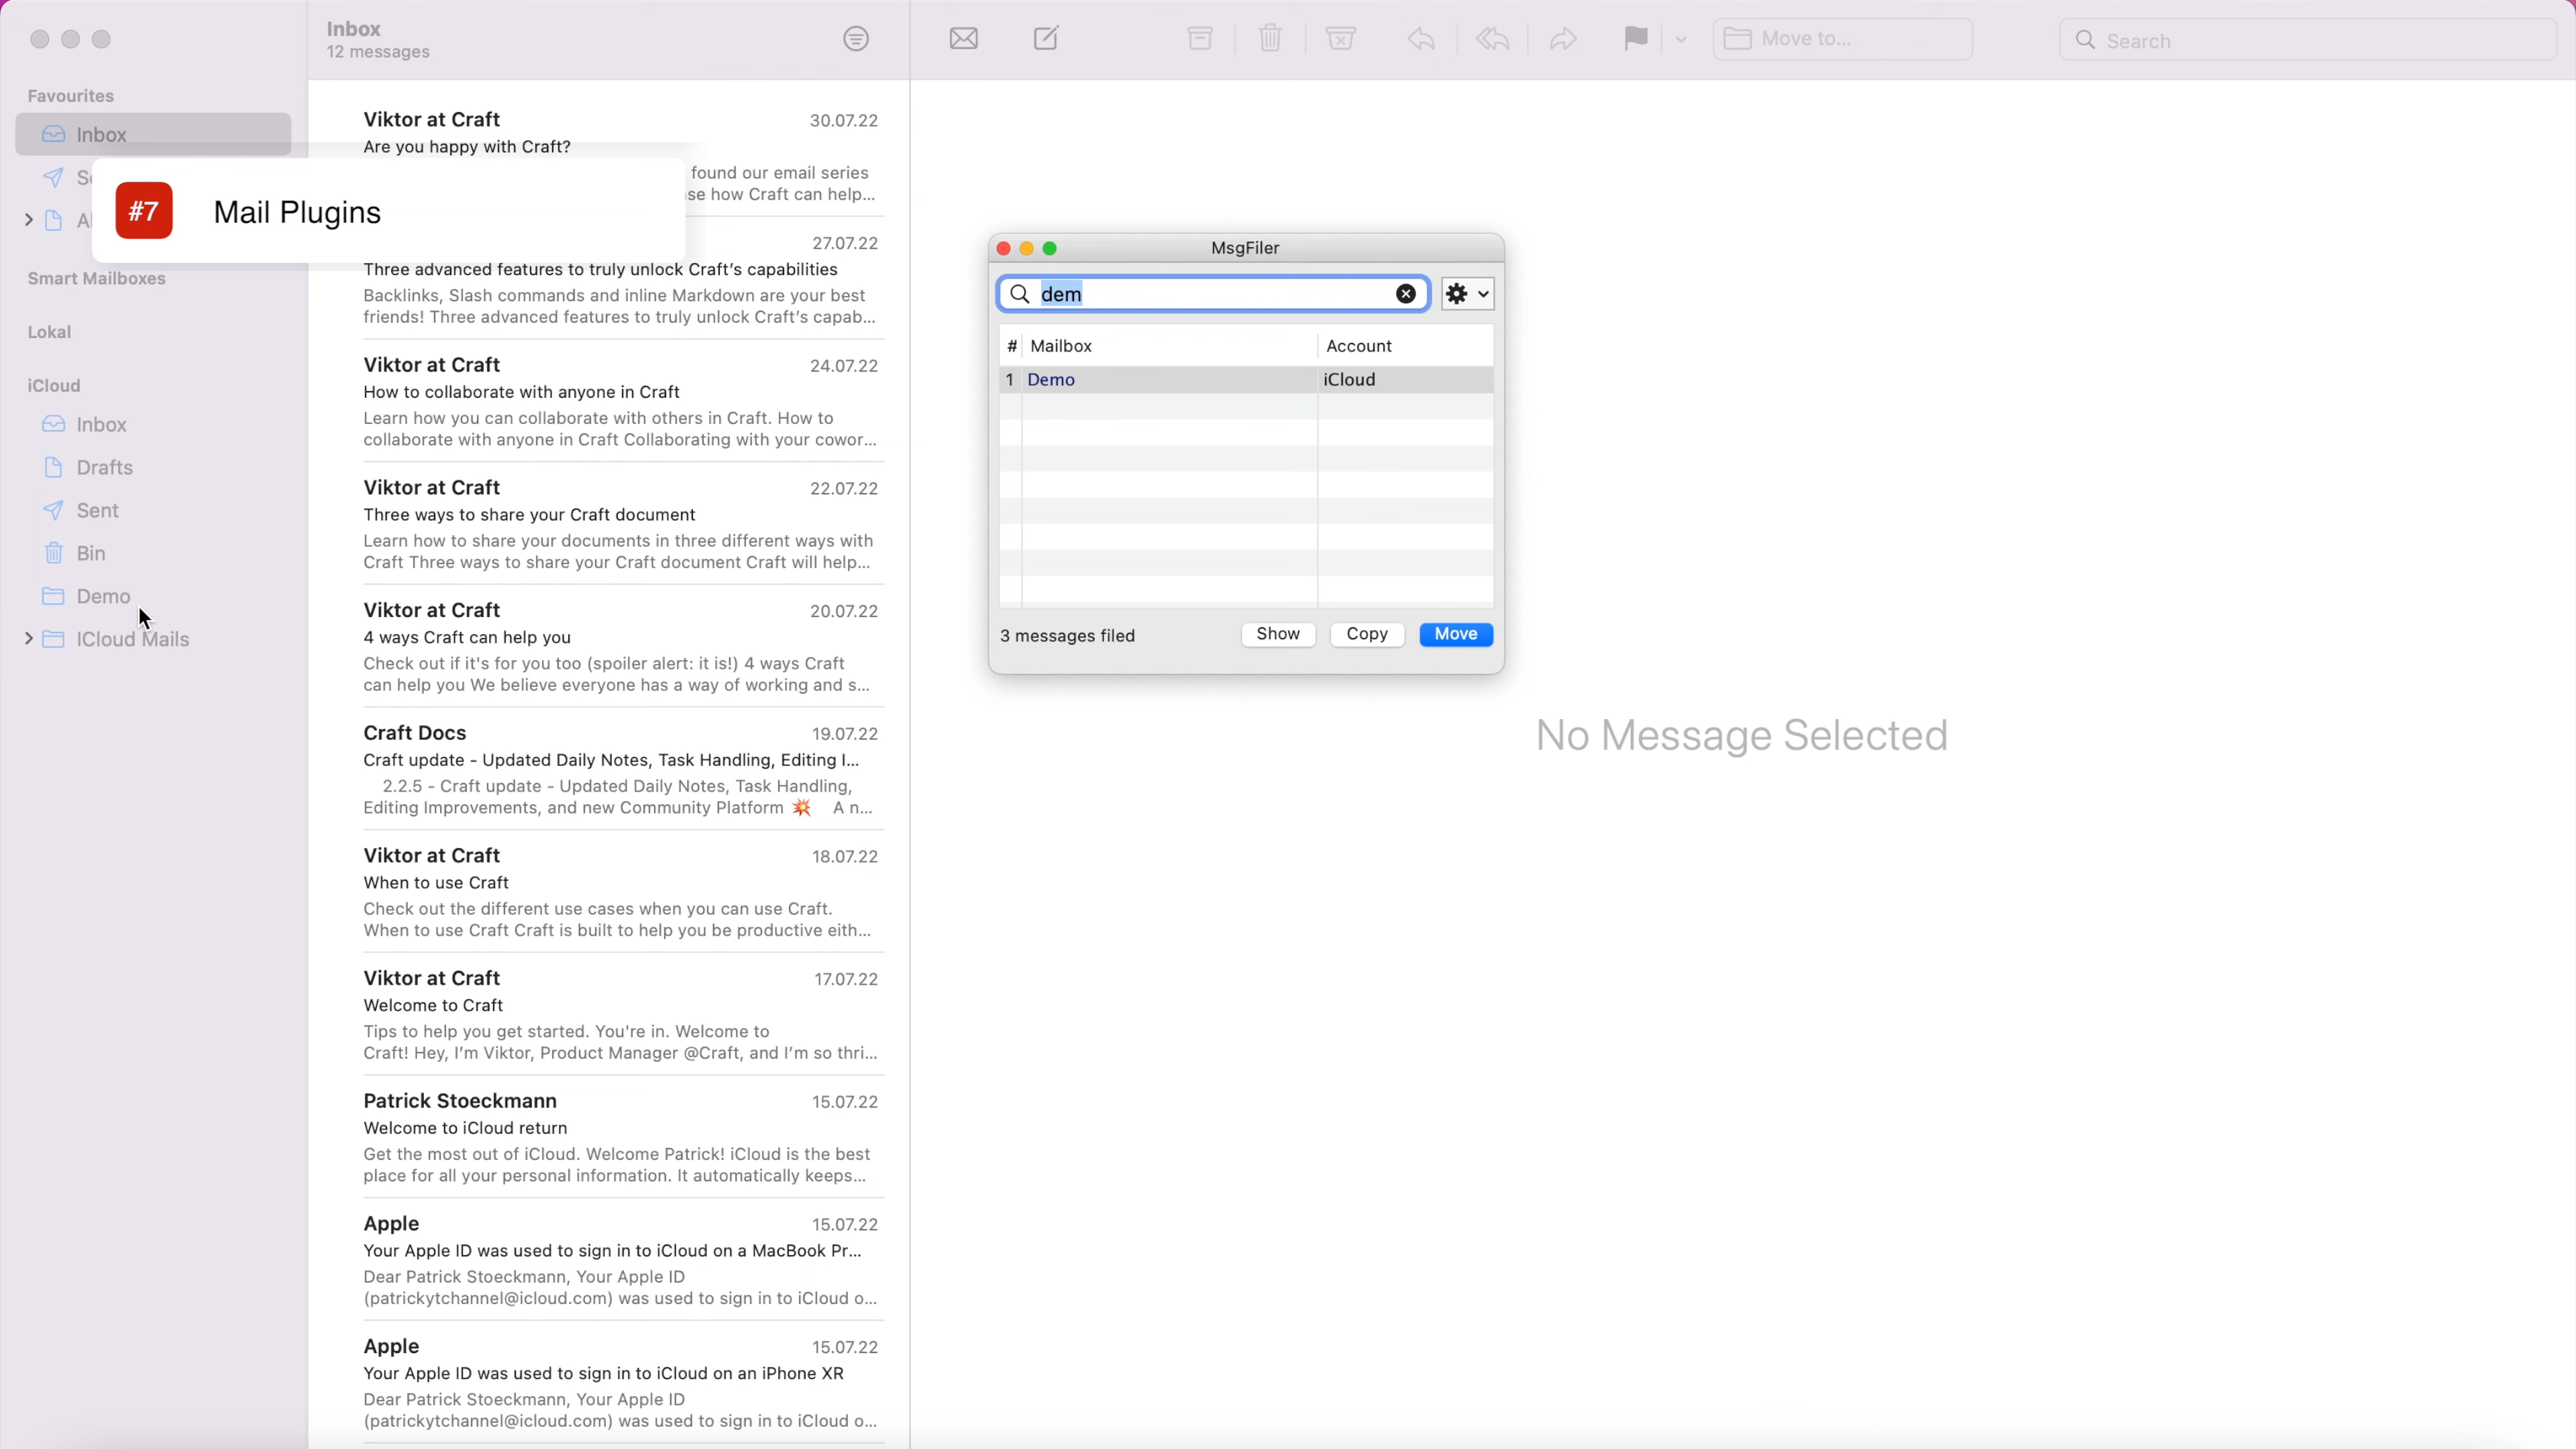 Inbox
12 messages
Move to...
Search
Favourites
Inbox
Smart Mailboxes
Lokal
iCloud
Inbox
Drafts
Sent
Bin
Demo
ICloud Mails
#7 Mail Plugins
Viktor at Craft 30.07.22
Are you happy with Craft?
found our email series
se how Craft can help...
27.07.22
Three advanced features to truly unlock Craft's capabilities
Backlinks, Slash commands and inline Markdown are your best
friends! Three advanced features to truly unlock Craft's capab...
Viktor at Craft 24.07.22
How to collaborate with anyone in Craft
Learn how you can collaborate with others in Craft. How to
collaborate with anyone in Craft Collaborating with your cowor...
Viktor at Craft 22.07.22
Three ways to share your Craft document
Learn how to share your documents in three different ways with
Craft Three ways to share your Craft document Craft will help...
Viktor at Craft 20.07.22
4 ways Craft can help you
Check out if it's for you too (spoiler alert: it is!) 4 ways Craft
can help you We believe everyone has a way of working and s...
Craft Docs 19.07.22
Craft update - Updated Daily Notes, Task Handling, Editing I...
2.2.5 - Craft update - Updated Daily Notes, Task Handling,
Editing Improvements, and new Community Platform 💥 A n...
Viktor at Craft 18.07.22
When to use Craft
Check out the different use cases when you can use Craft.
When to use Craft Craft is built to help you be productive eith...
Viktor at Craft 17.07.22
Welcome to Craft
Tips to help you get started. You're in. Welcome to
Craft! Hey, I'm Viktor, Product Manager @Craft, and I'm so thri...
Patrick Stoeckmann 15.07.22
Welcome to iCloud return
Get the most out of iCloud. Welcome Patrick! iCloud is the best
place for all your personal information. It automatically keeps...
Apple 15.07.22
Your Apple ID was used to sign in to iCloud on a MacBook Pr...
Dear Patrick Stoeckmann, Your Apple ID
(patrickytchannel@icloud.com) was used to sign in to iCloud o...
Apple 15.07.22
Your Apple ID was used to sign in to iCloud on an iPhone XR
Dear Patrick Stoeckmann, Your Apple ID
(patrickytchannel@icloud.com) was used to sign in to iCloud o...
MsgFiler
dem
# Mailbox Account
1 Demo iCloud
3 messages filed Show Copy Move
No Message Selected